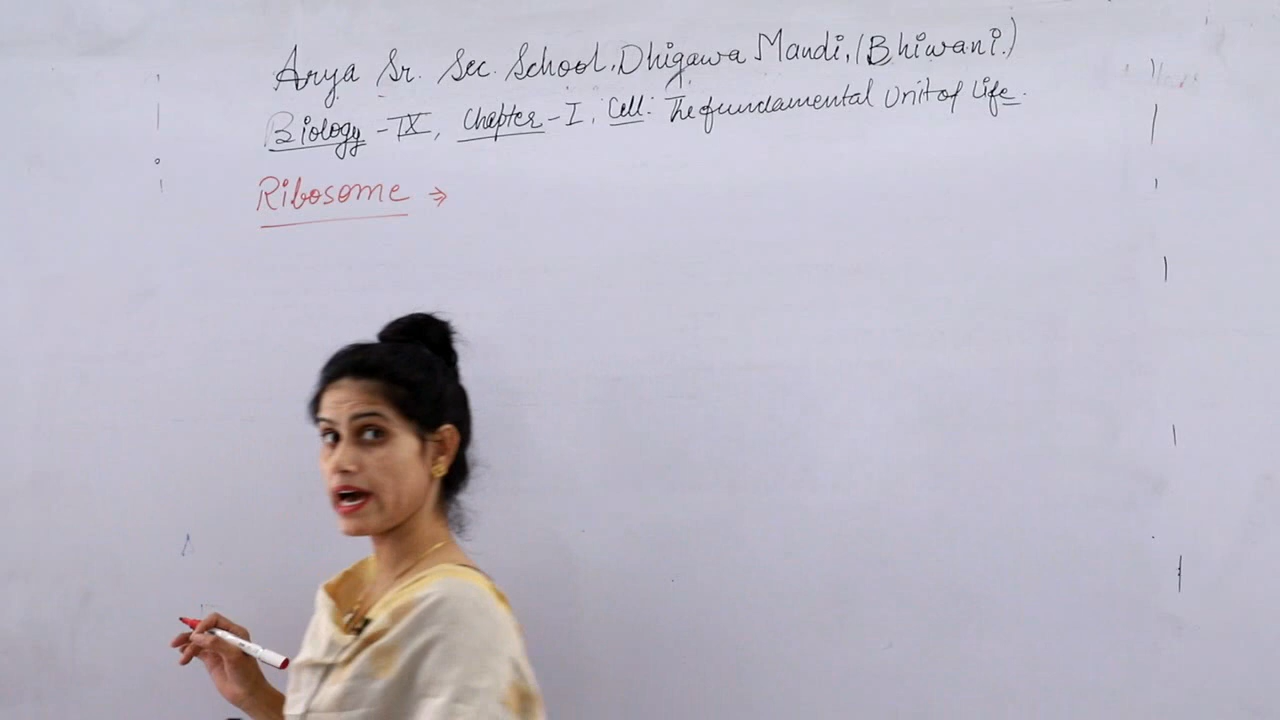 Arya Sr. Sec. School, Dhigawa Mandi, (Bhiwani.)
Biology - IX, Chapter - I, Cell: The fundamental Unit of Life.
Ribosome ⇒